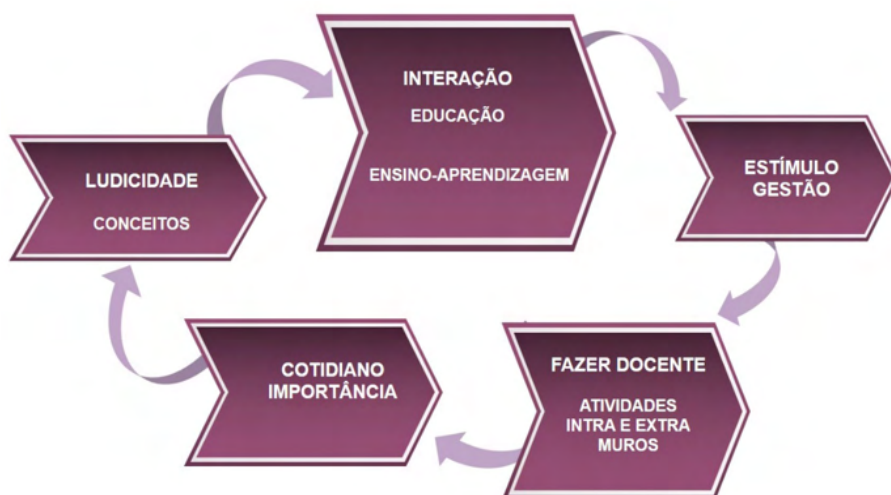 INTERAÇÃO
EDUCAÇÃO
ENSINO-APRENDIZAGEM
LUDICIDADE
CONCEITOS
ESTÍMULO
GESTÃO
COTIDIANO
IMPORTÂNCIA
FAZER DOCENTE
ATIVIDADES
INTRA E EXTRA
MUROS